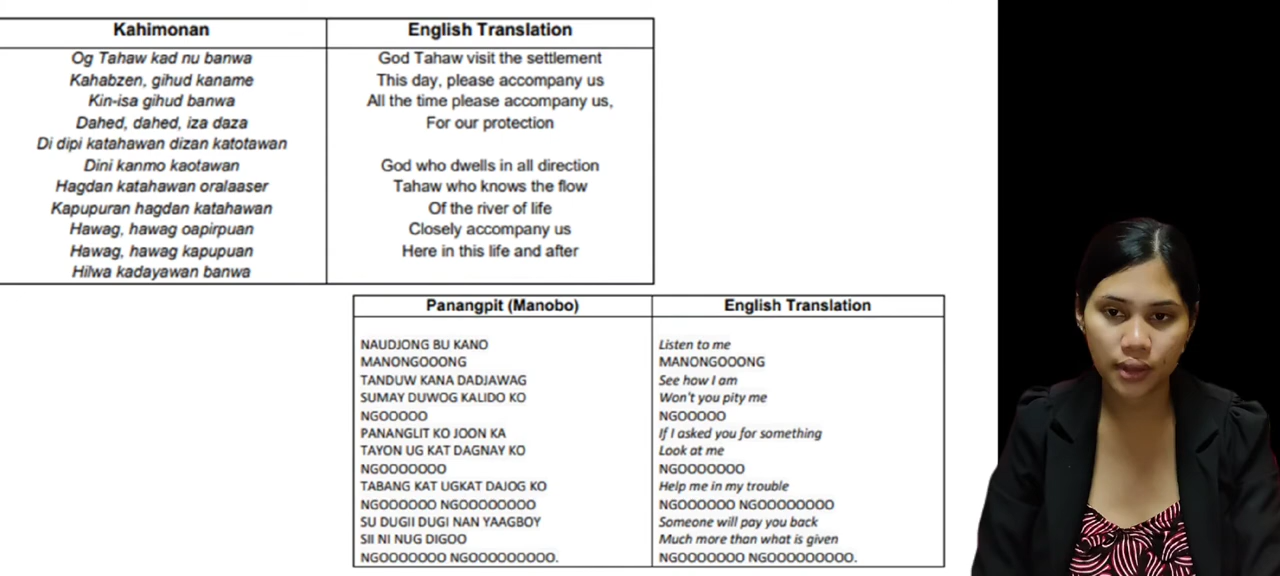 Kahimonan English Translation
Og Tahaw kad nu banwa God Tahaw visit the settlement
Kahabzen, gihud kaname This day, please accompany us
Kin-isa gihud banwa All the time please accompany us,
Dahed, dahed, iza daza For our protection
Di dipi katahawan dizan katotawan
Dini kanmo kaotawan God who dwells in all direction
Hagdan katahawan oralaaser Tahaw who knows the flow
Kapupuran hagdan katahawan Of the river of life
Hawag, hawag oapirpuan Closely accompany us
Hawag, hawag kapupuan Here in this life and after
Hilwa kadayawan banwa
Panangpit (Manobo) English Translation
NAUDJONG BU KANO Listen to me
MANONGOOONG MANONGOOONG
TANDUW KANA DADJAWAG See how I am
SUMAY DUWOG KALIDO KO Won't you pity me
NGOOOOO NGOOOOO
PANANGLIT KO JOON KA If I asked you for something
TAYON UG KAT DAGNAY KO Look at me
NGOOOOOOO NGOOOOOOO
TABANG KAT UGKAT DAJOG KO Help me in my trouble
NGOOOOOO NGOOOOOOOO NGOOOOOO NGOOOOOOOO
SU DUGII DUGI NAN YAAGBOY Someone will pay you back
SII NI NUG DIGOO Much more than what is given
NGOOOOOOO NGOOOOOOOOO. NGOOOOOOO NGOOOOOOOOO.